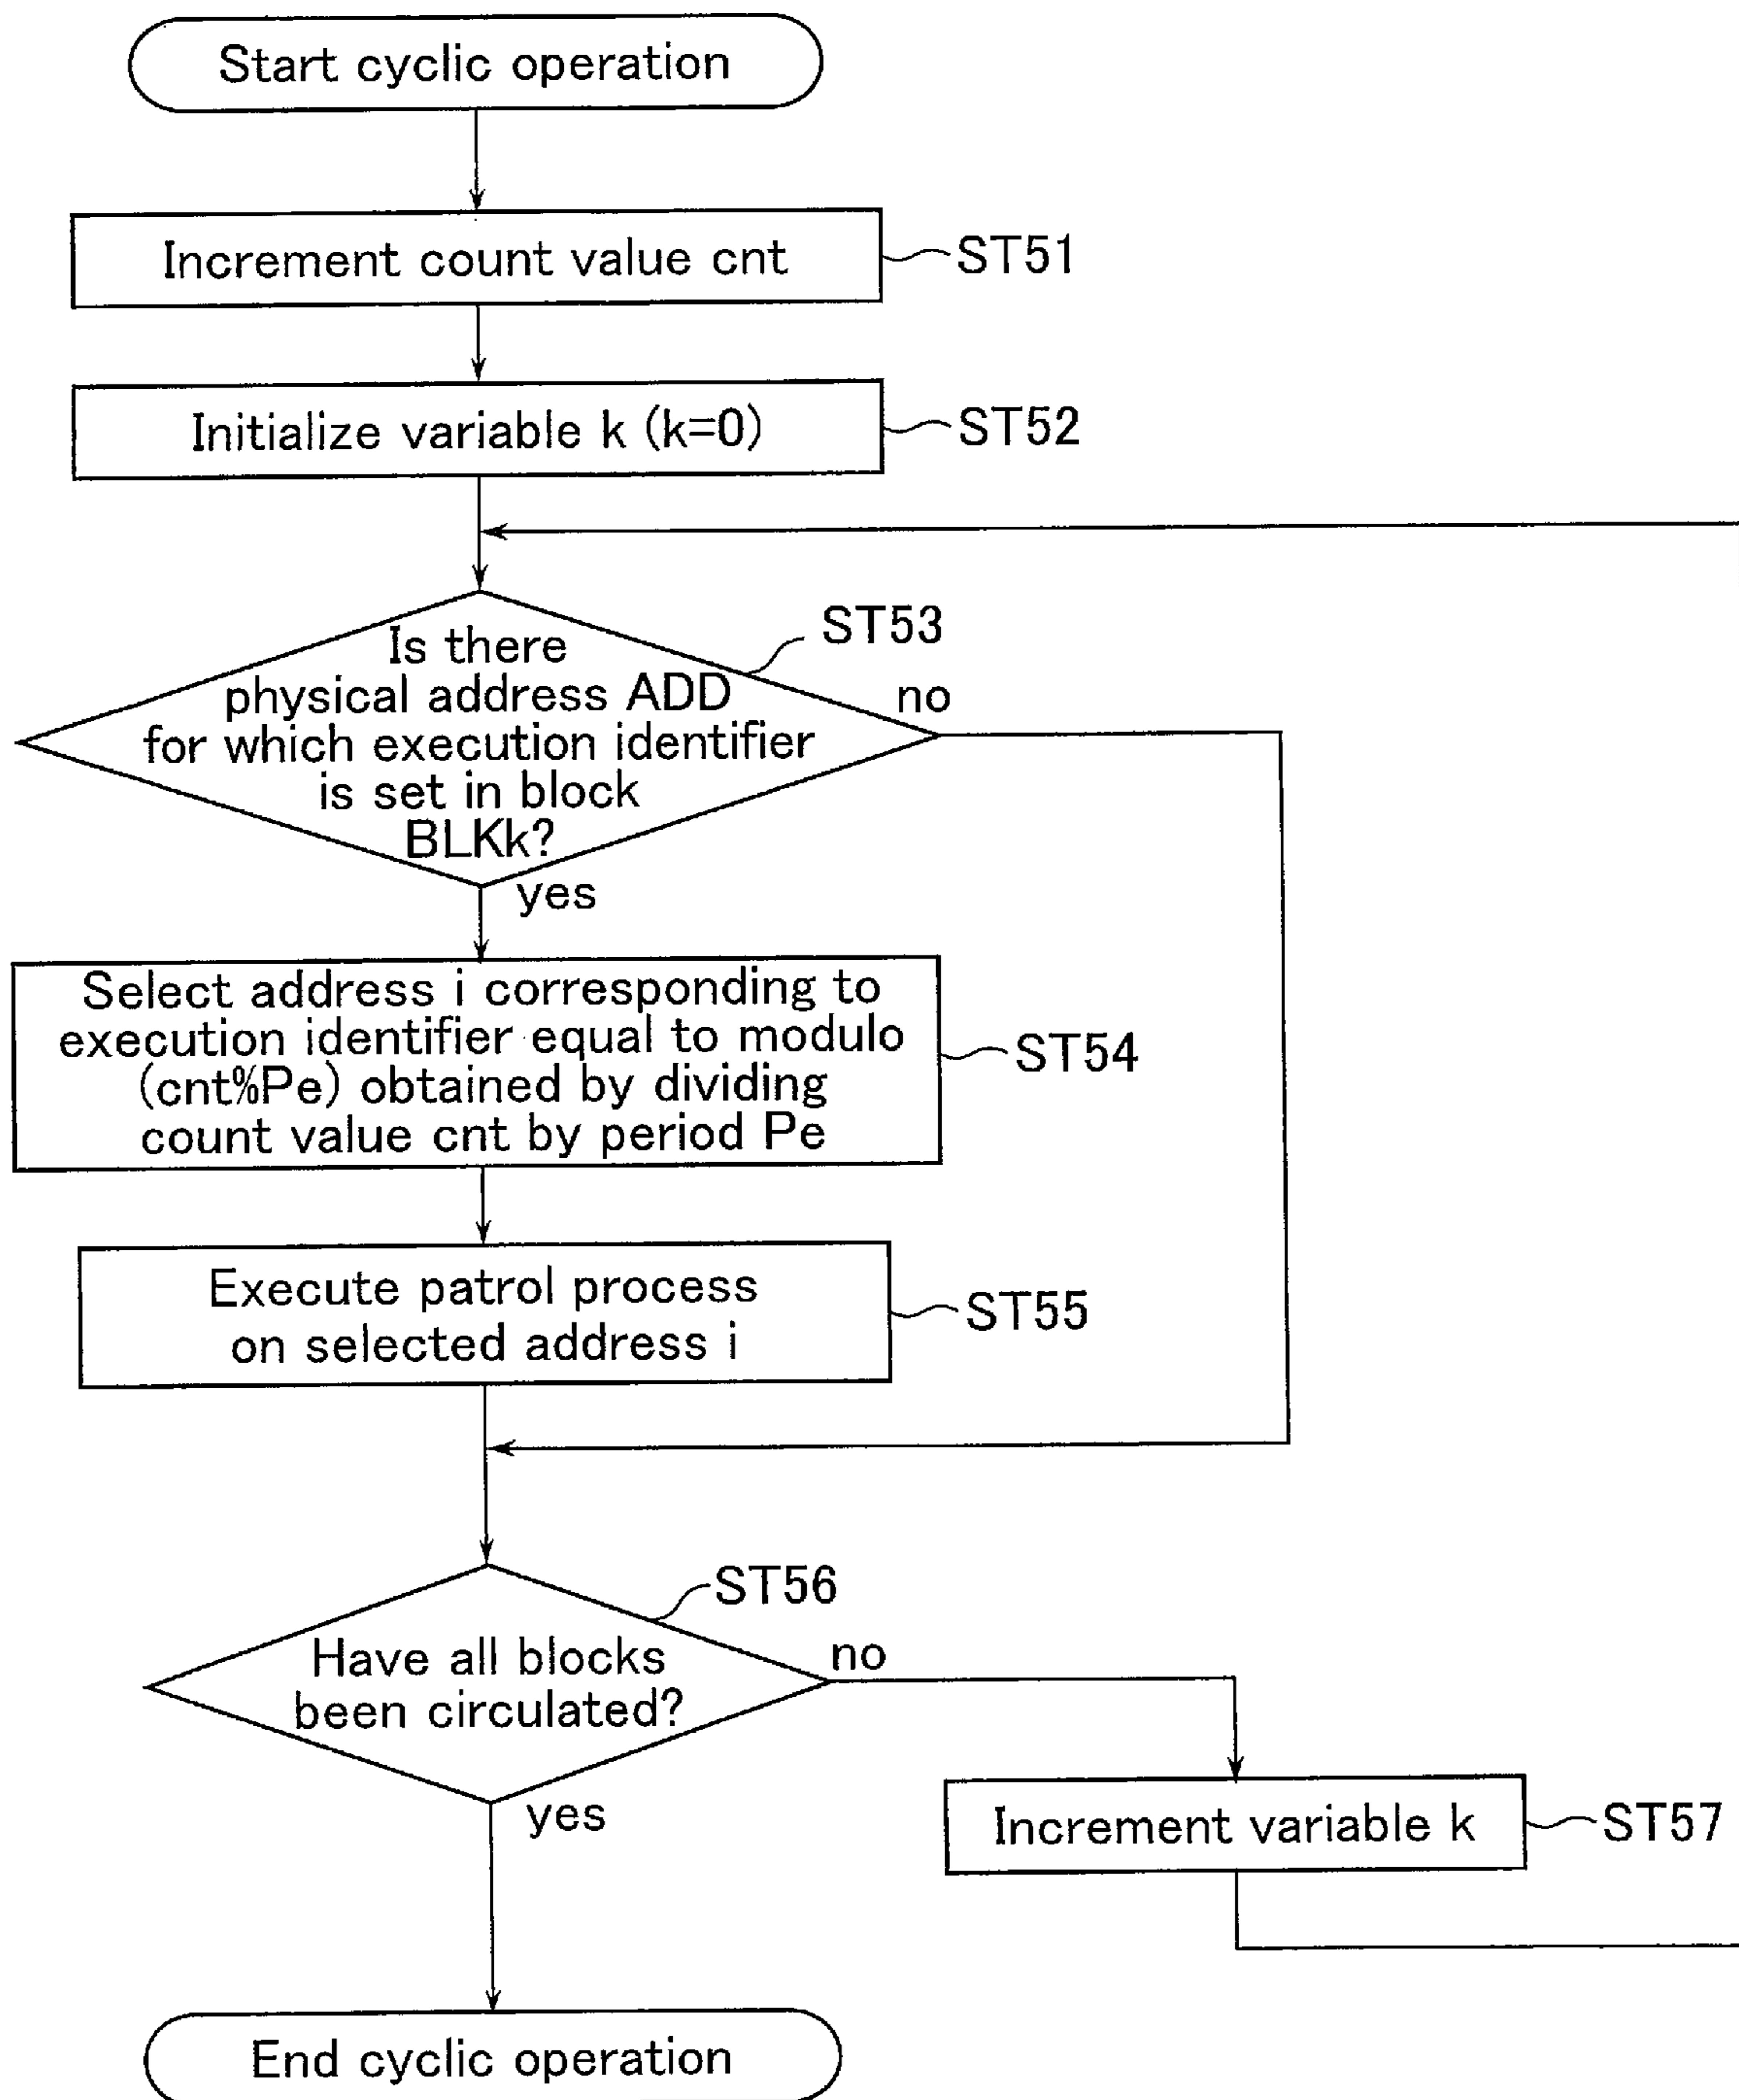 Start cyclic operation
Increment count value cnt
ST51
Initialize variable k (k=0)
ST52
Is there
physical address ADD
for which execution identifier
is set in block
BLKk?
ST53
no
yes
Select address i corresponding to
execution identifier equal to modulo
(cnt%Pe) obtained by dividing
count value cnt by period Pe
ST54
Execute patrol process
on selected address i
ST55
Have all blocks
been circulated?
ST56
no
yes
Increment variable k
ST57
End cyclic operation